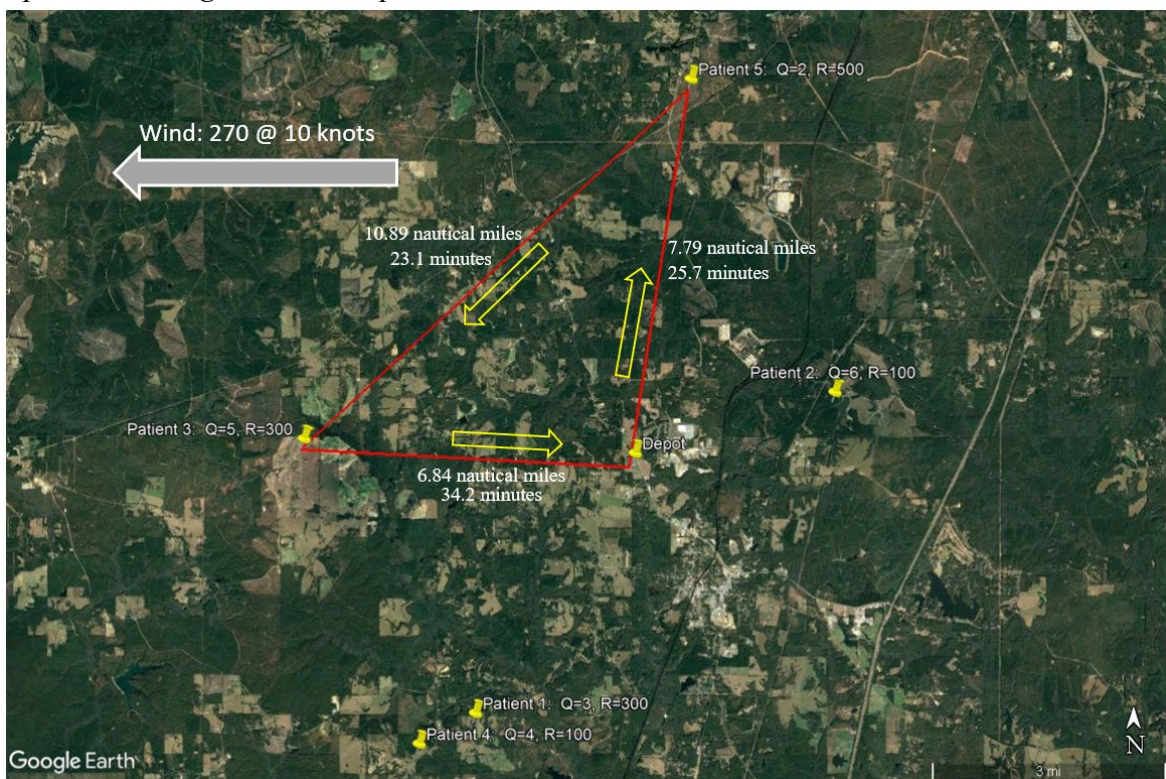 Patient 5:  Q=2, R=500
Wind: 270 @ 10 knots
10.89 nautical miles
23.1 minutes
7.79 nautical miles
25.7 minutes
Patient 2:  Q=6, R=100
Patient 3:  Q=5, R=300
Depot
6.84 nautical miles
34.2 minutes
Patient 1:  Q=3, R=300
Patient 4:  Q=4, R=100
N
Google Earth
3 mi